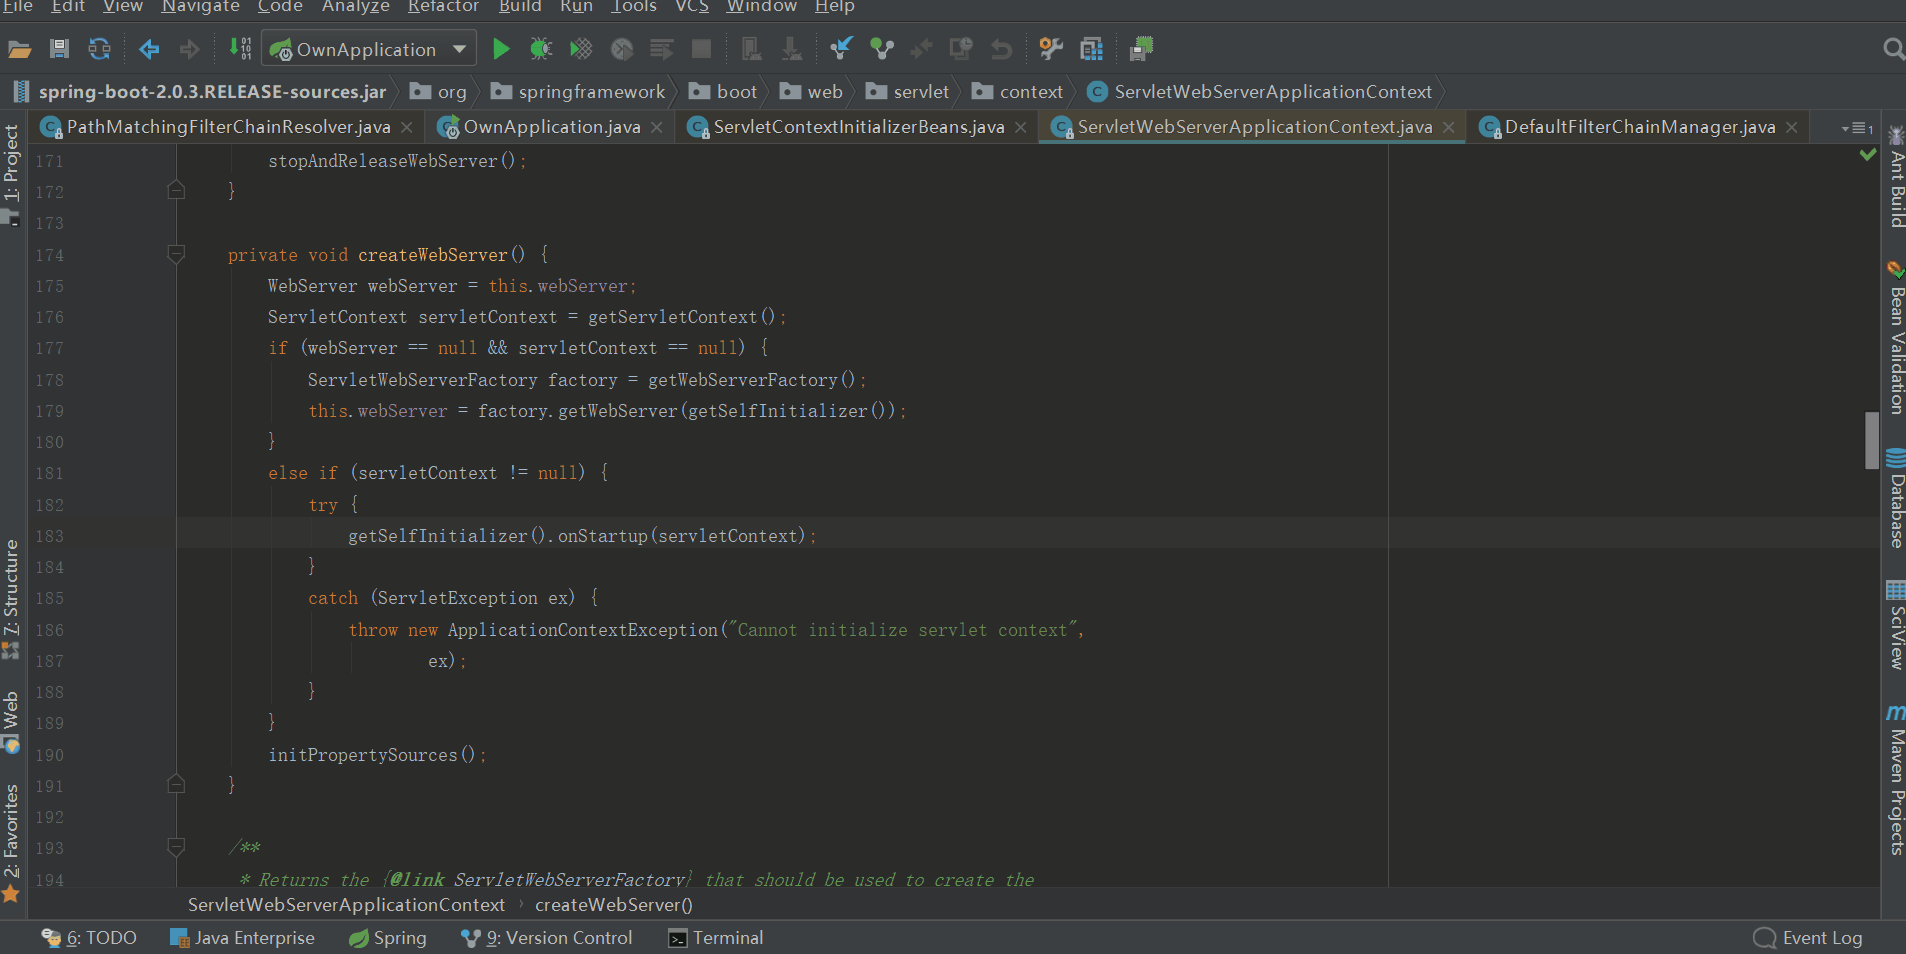 File Edit View Navigate Code Analyze Refactor Build Run Tools VCS Window Help
OwnApplication
spring-boot-2.0.3.RELEASE-sources.jar org springframework boot web servlet context ServletWebServerApplicationContext
PathMatchingFilterChainResolver.java OwnApplication.java ServletContextInitializerBeans.java ServletWebServerApplicationContext.java DefaultFilterChainManager.java 1
1: Project
7: Structure
Web
2: Favorites
171 stopAndReleaseWebServer();
172 }
173
174 private void createWebServer() {
175 WebServer webServer = this.webServer;
176 ServletContext servletContext = getServletContext();
177 if (webServer == null && servletContext == null) {
178 ServletWebServerFactory factory = getWebServerFactory();
179 this.webServer = factory.getWebServer(getSelfInitializer());
180 }
181 else if (servletContext != null) {
182 try {
183 getSelfInitializer().onStartup(servletContext);
184 }
185 catch (ServletException ex) {
186 throw new ApplicationContextException("Cannot initialize servlet context",
187 ex);
188 }
189 }
190 initPropertySources();
191 }
192
193 /**
194 * Returns the {@link ServletWebServerFactory} that should be used to create the
Ant Build
Bean Validation
Database
SciView
Maven Projects
ServletWebServerApplicationContext › createWebServer()
6: TODO Java Enterprise Spring 9: Version Control Terminal Event Log